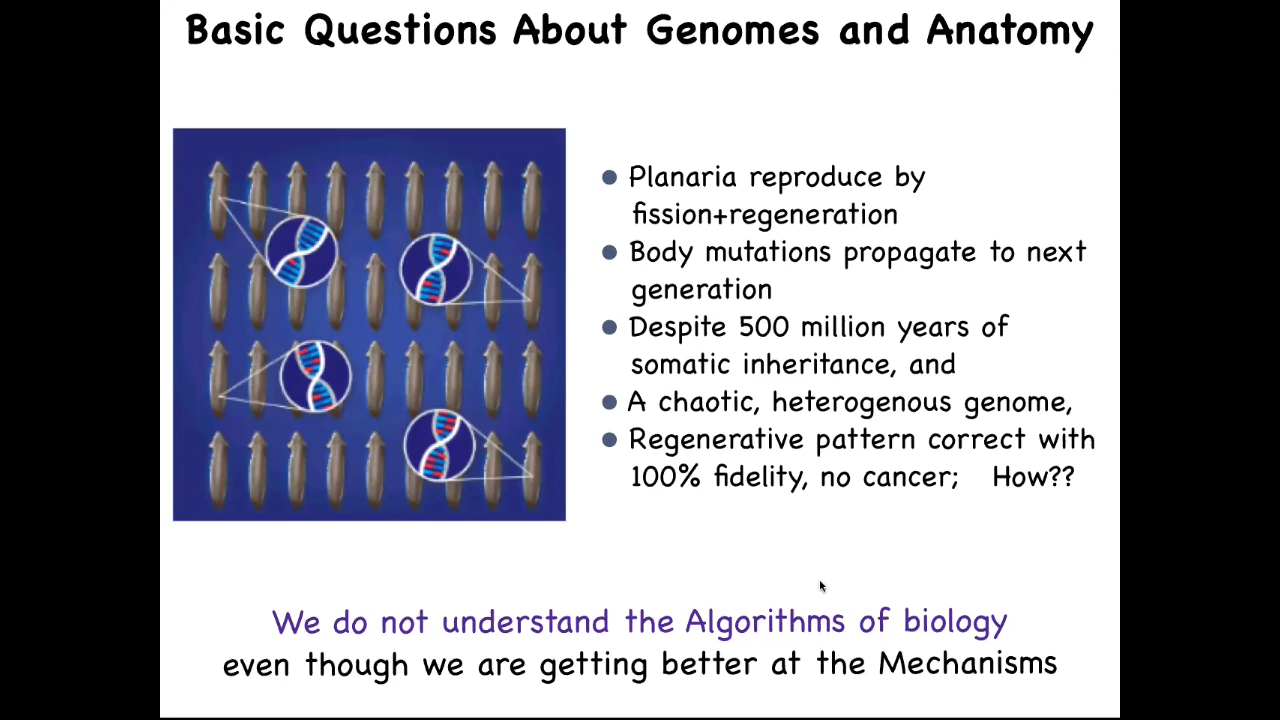 Basic Questions About Genomes and Anatomy
Planaria reproduce by
fission+regeneration
Body mutations propagate to next
generation
Despite 500 million years of
somatic inheritance, and
A chaotic, heterogenous genome,
Regenerative pattern correct with
100% fidelity, no cancer; How??
We do not understand the Algorithms of biology
even though we are getting better at the Mechanisms